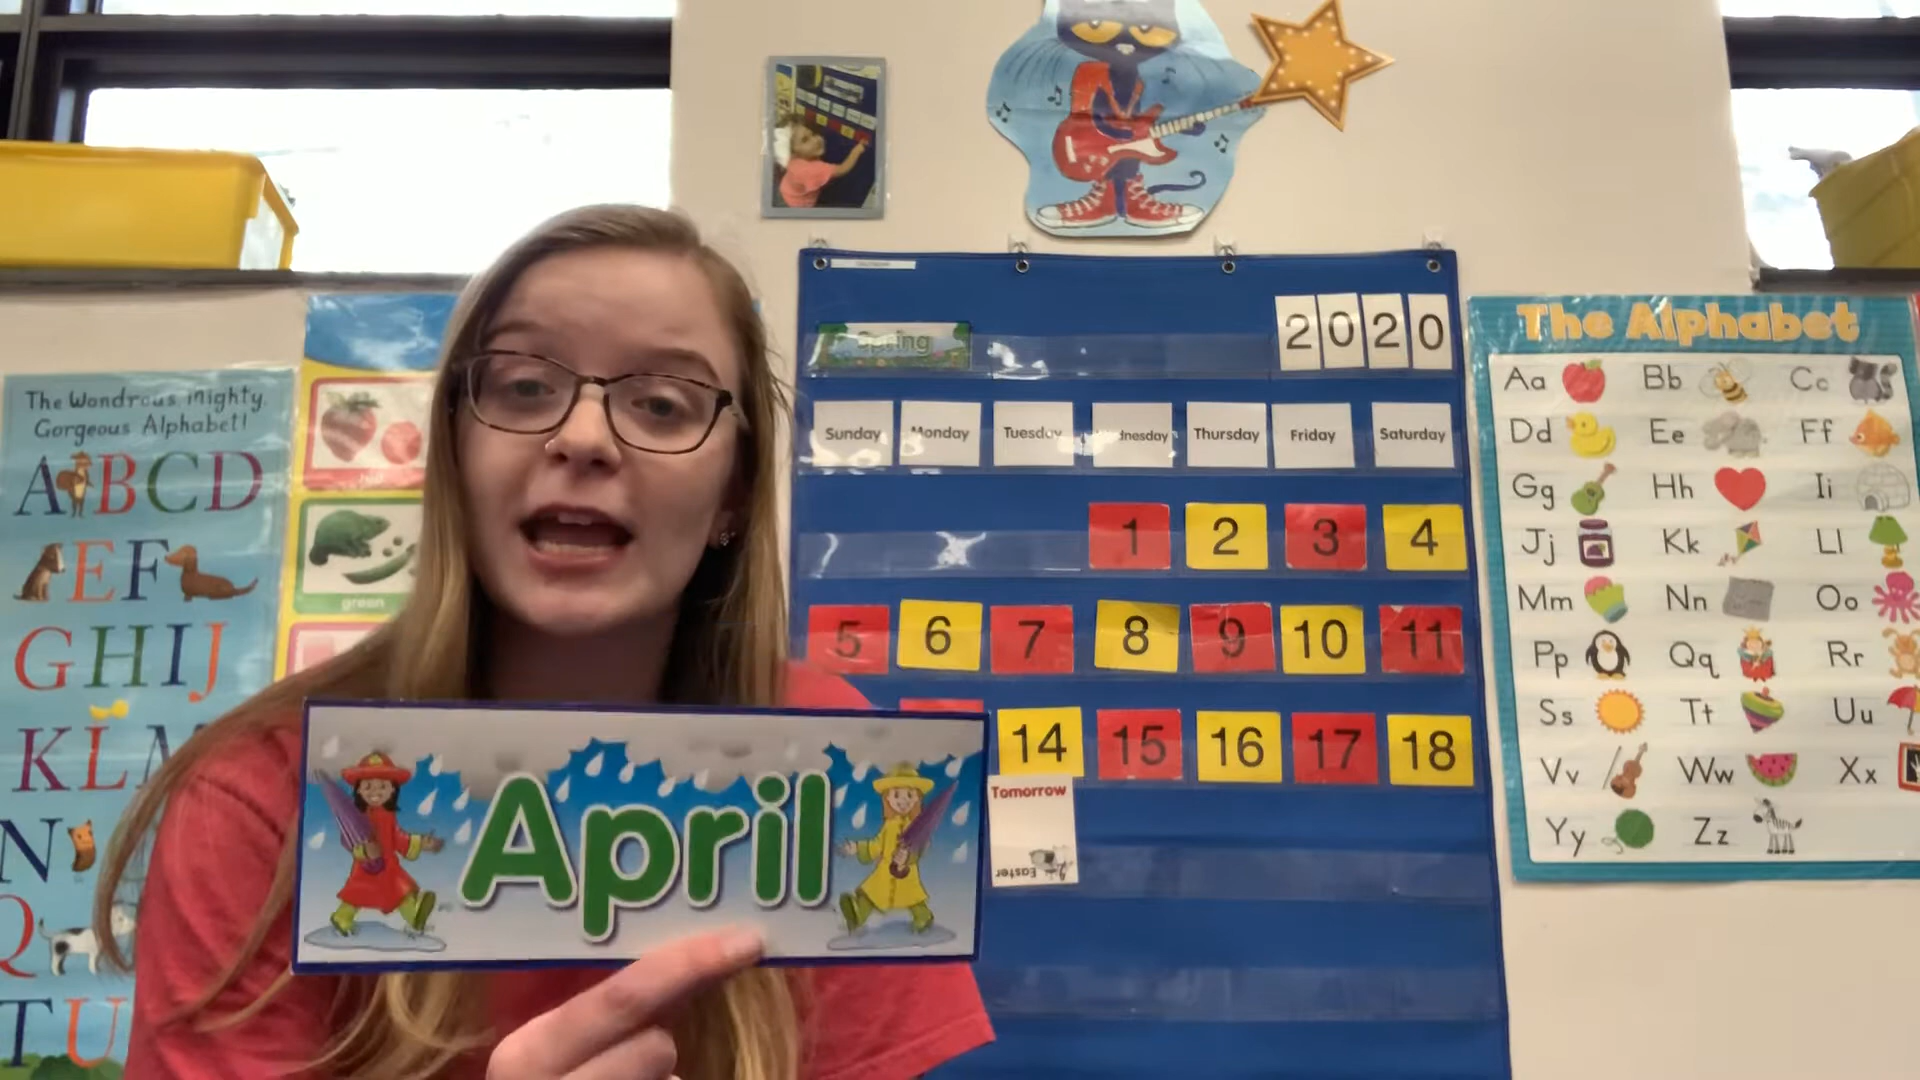 The Wondrous mighty,
Gorgeous Alphabet!
ABCD
EF
GHIJ
KL
N
Q
TU
green
April
Spring
2020
Sunday Monday Tuesday Wednesday Thursday Friday Saturday
1 2 3 4
5 6 7 8 9 10 11
14 15 16 17 18
Tomorrow
Easter
The Alphabet
Aa Bb Cc
Dd Ee Ff
Gg Hh Ii
Jj Kk Ll
Mm Nn Oo
Pp Qq Rr
Ss Tt Uu
Vv Ww Xx
Yy Zz